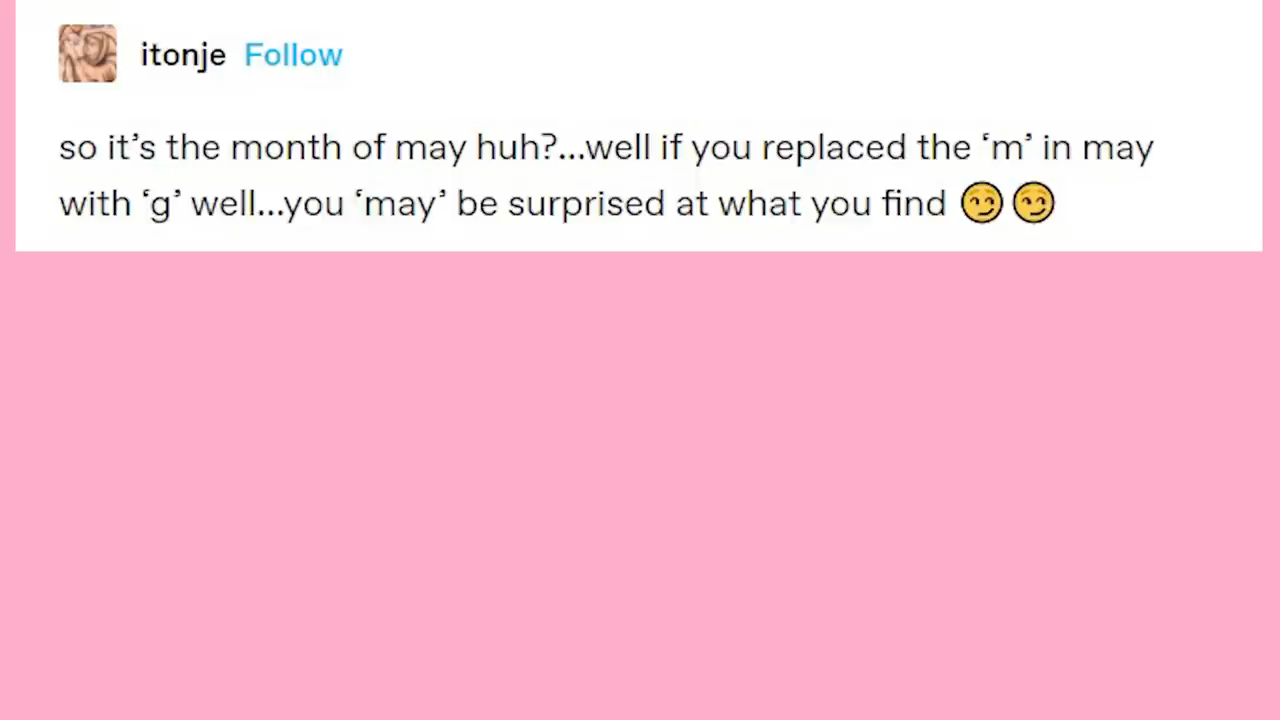 itonje Follow
so it’s the month of may huh?...well if you replaced the ‘m’ in may
with ‘g’ well...you ‘may’ be surprised at what you find 😏😏